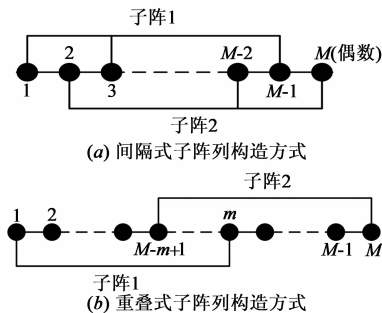 子阵1
2 M-2 M(偶数)
1 3 M-1
子阵2
(a) 间隔式子阵列构造方式
子阵2
1 2 m
M-m+1 M-1 M
子阵1
(b) 重叠式子阵列构造方式